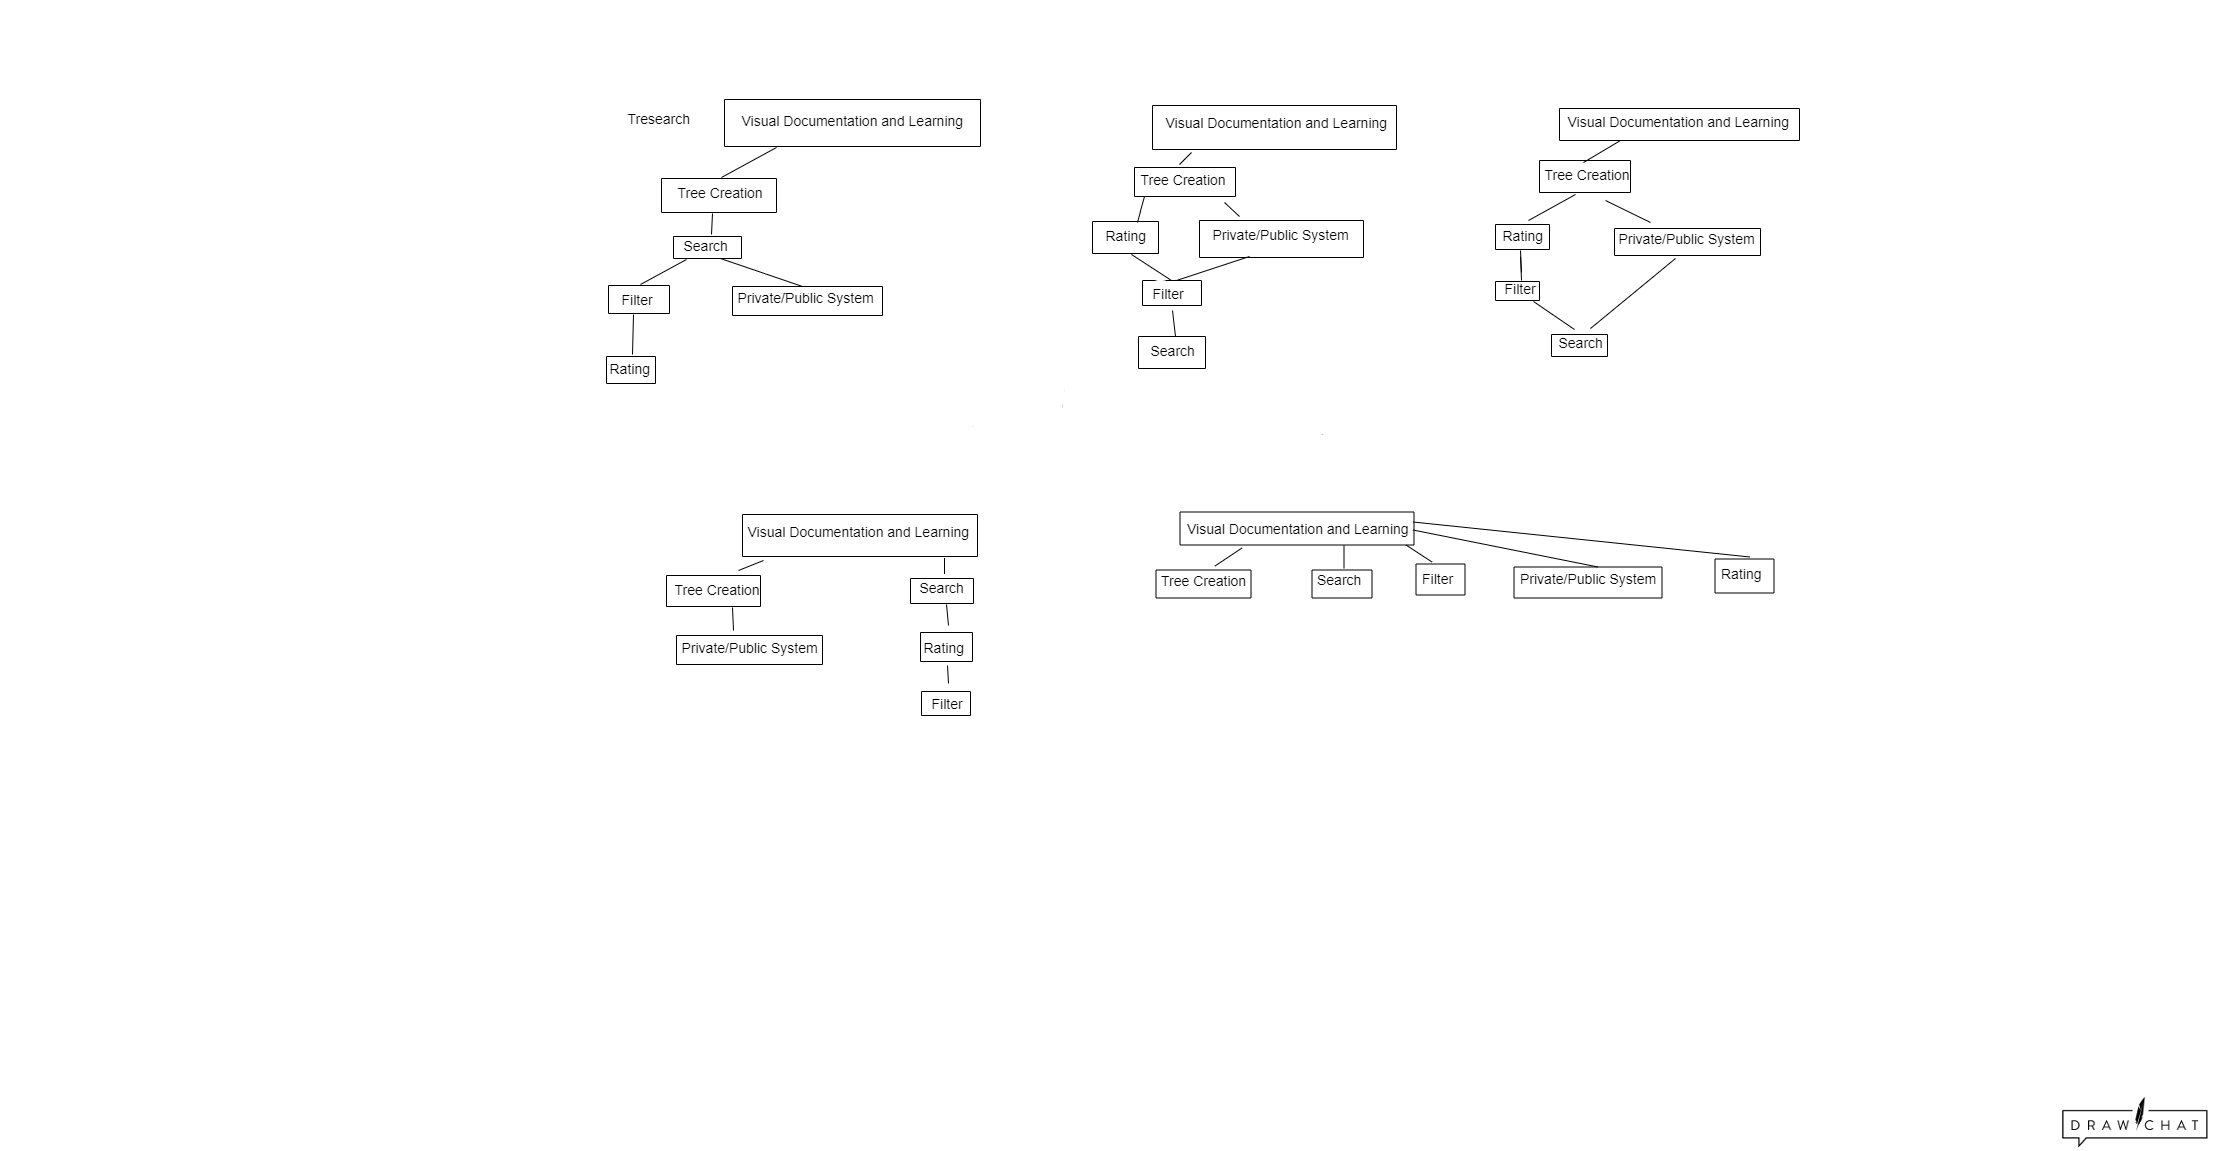 Tresearch
Visual Documentation and Learning
Tree Creation
Search
Filter
Private/Public System
Rating
Visual Documentation and Learning
Tree Creation
Rating
Private/Public System
Filter
Search
Visual Documentation and Learning
Tree Creation
Rating
Private/Public System
Filter
Search
Visual Documentation and Learning
Tree Creation
Search
Private/Public System
Rating
Filter
Visual Documentation and Learning
Tree Creation
Search
Filter
Private/Public System
Rating
DRAW CHAT